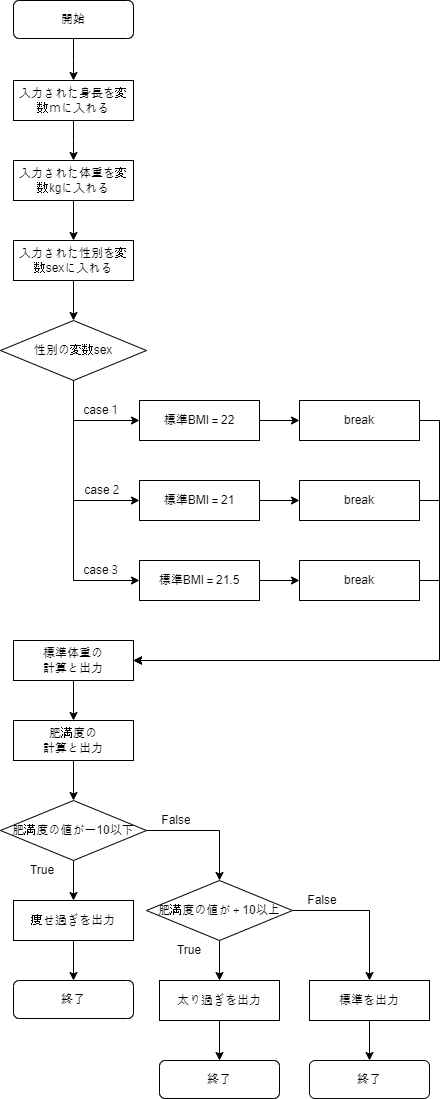 開始
入力された身長を変
数mに入れる
入力された体重を変
数kgに入れる
入力された性別を変
数sexに入れる
性別の変数sex
case 1
標準BMI = 22
break
case 2
標準BMI = 21
break
case 3
標準BMI = 21.5
break
標準体重の
計算と出力
肥満度の
計算と出力
肥満度の値がー10以下
False
True
肥満度の値が + 10以上
False
痩せ過ぎを出力
True
終了
太り過ぎを出力
標準を出力
終了
終了